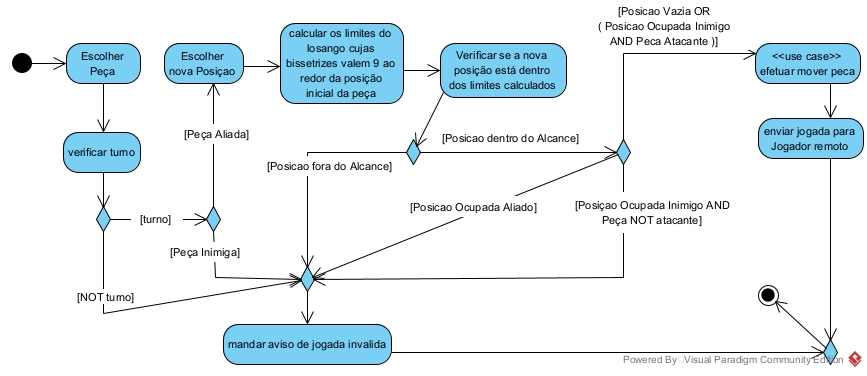 Escolher
Peça
verificar turno
[turno]
[NOT turno]
Escolher
nova Posiçao
[Peça Aliada]
[Peça Inimiga]
calcular os limites do
losango cujas
bissetrizes valem 9 ao
redor da posição
inicial da peça
Verificar se a nova
posição está dentro
dos limites calculados
[Posicao dentro do Alcance]
[Posicao fora do Alcance]
[Posicao Ocupada Aliado]
[Posicao Vazia OR
( Posicao Ocupada Inimigo
AND Peca Atacante )]
[Posiçao Ocupada Inimigo AND
Peça NOT atacante]
<<use case>>
efetuar mover peca
enviar jogada para
Jogador remoto
mandar aviso de jogada invalida
Powered By Visual Paradigm Community Edition